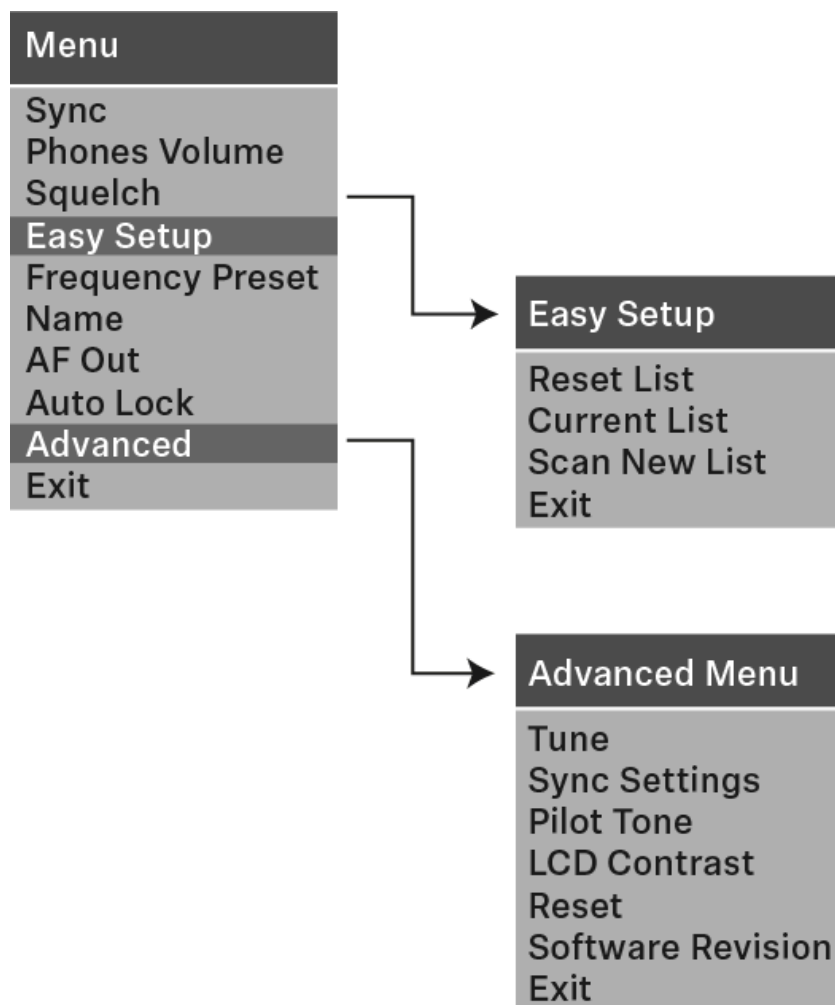 Menu
Sync
Phones Volume
Squelch
Easy Setup
Frequency Preset
Name
AF Out
Auto Lock
Advanced
Exit
Easy Setup
Reset List
Current List
Scan New List
Exit
Advanced Menu
Tune
Sync Settings
Pilot Tone
LCD Contrast
Reset
Software Revision
Exit